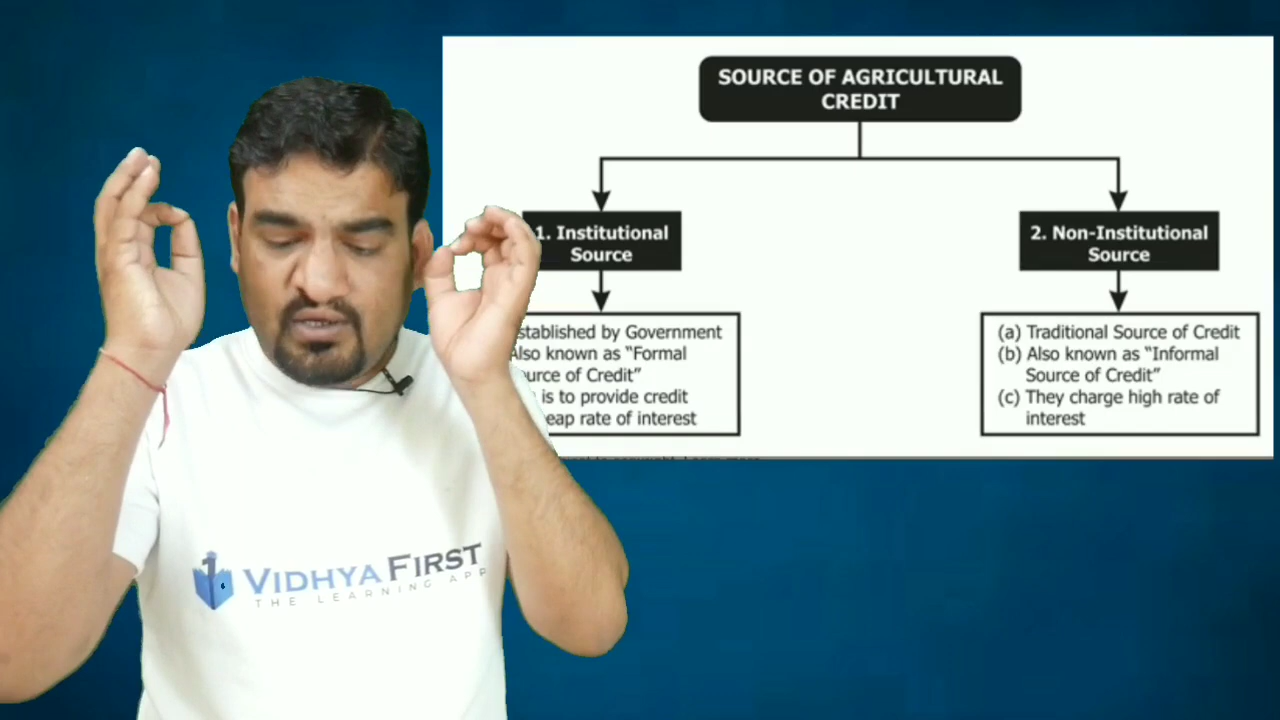 SOURCE OF AGRICULTURAL
CREDIT
1. Institutional
Source
2. Non-Institutional
Source
stablished by Government
Also known as “Formal
urce of Credit”
is to provide credit
eap rate of interest
(a) Traditional Source of Credit
(b) Also known as “Informal
Source of Credit”
(c) They charge high rate of
interest
VIDHYA FIRST
THE LEARNING APP